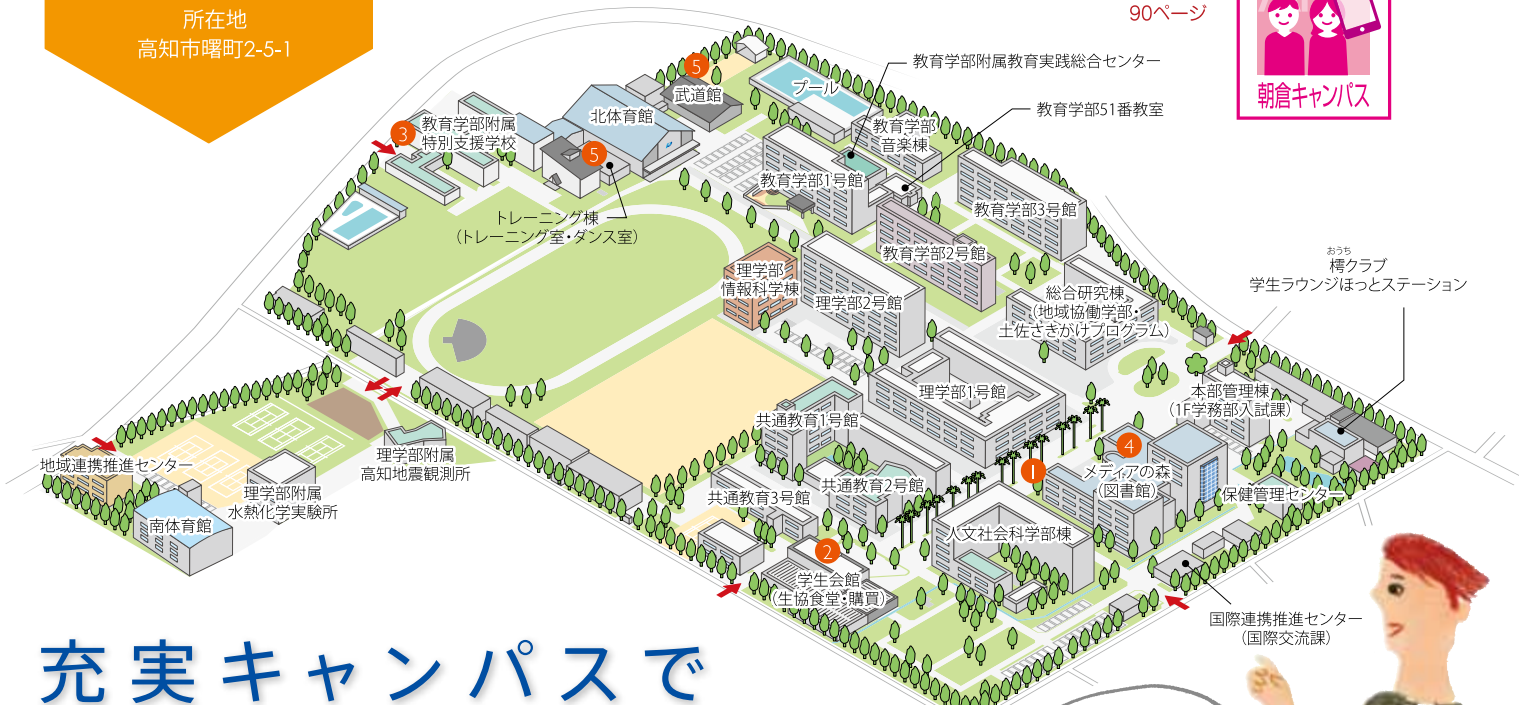 所在地
高知市曙町2-5-1
90ページ
朝倉キャンパス
教育学部附属教育実践総合センター
教育学部51番教室
5
武道館
プール
北体育館
3
教育学部附属
特別支援学校
5
トレーニング棟
(トレーニング室・ダンス室)
教育学部
音楽棟
教育学部1号館
教育学部3号館
教育学部2号館
理学部
情報科学棟
理学部2号館
総合研究棟
(地域協働学部・
土佐さきがけプログラム)
おうち
樗クラブ
学生ラウンジほっとステーション
理学部1号館
本部管理棟
(1F学務部入試課)
共通教育1号館
共通教育2号館
共通教育3号館
1
4
メディアの森
(図書館)
保健管理センター
人文社会科学部棟
2
学生会館
(生協食堂・購買)
国際連携推進センター
(国際交流課)
地域連携推進センター
南体育館
理学部附属
水熱化学実験所
理学部附属
高知地震観測所
充実キャンパスで